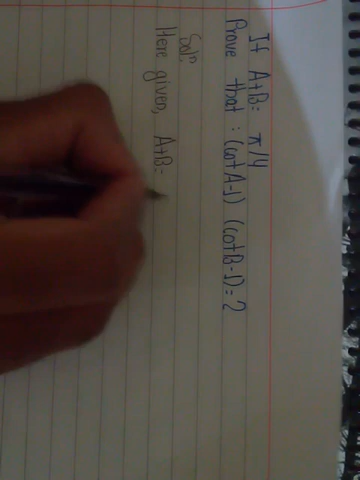 If A+B= π/4
Prove that : (cotA-1) (cotB-1)=2
Soln
Here given, A+B=